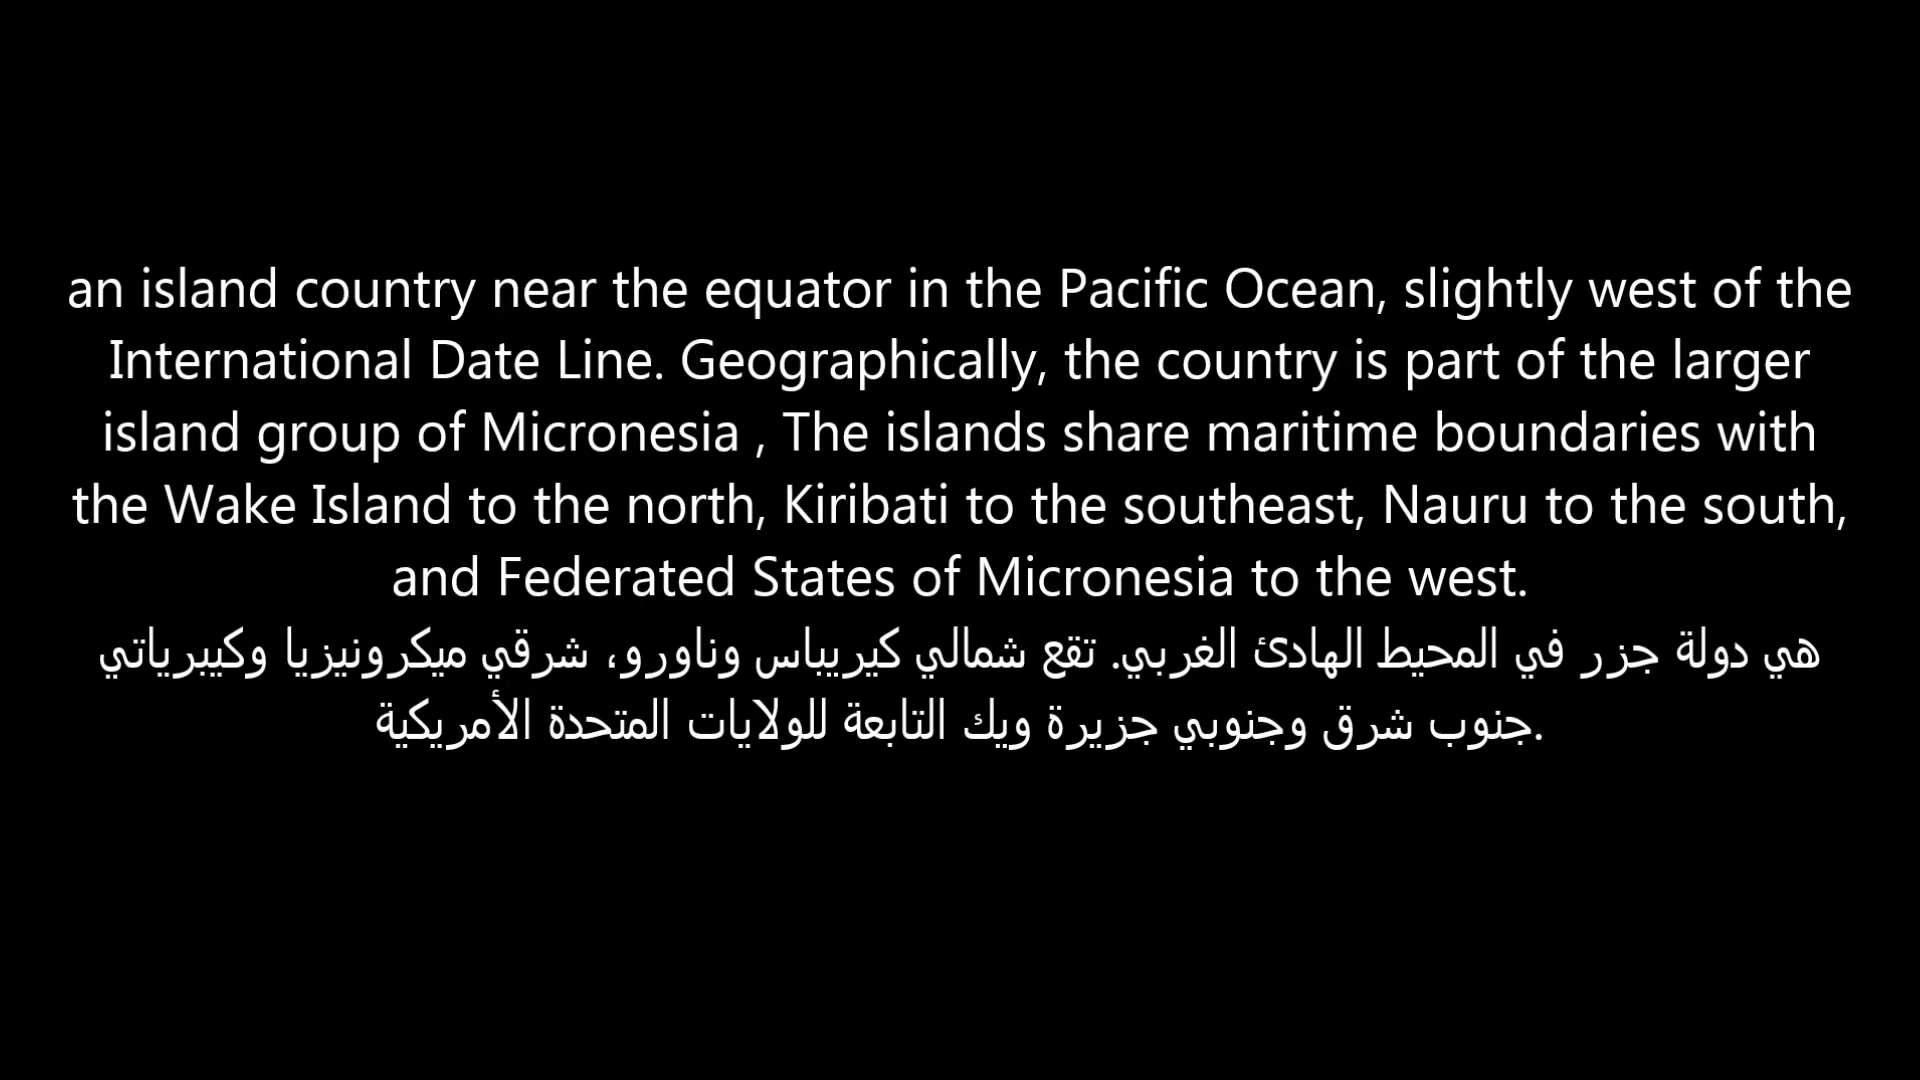 an island country near the equator in the Pacific Ocean, slightly west of the
International Date Line. Geographically, the country is part of the larger
island group of Micronesia , The islands share maritime boundaries with
the Wake Island to the north, Kiribati to the southeast, Nauru to the south,
and Federated States of Micronesia to the west.
هي دولة جزر في المحيط الهادئ الغربي. تقع شمالي كيريباس وناورو، شرقي ميكرونيزيا وكيبرياتي
.جنوب شرق وجنوبي جزيرة ويك التابعة للولايات المتحدة الأمريكية